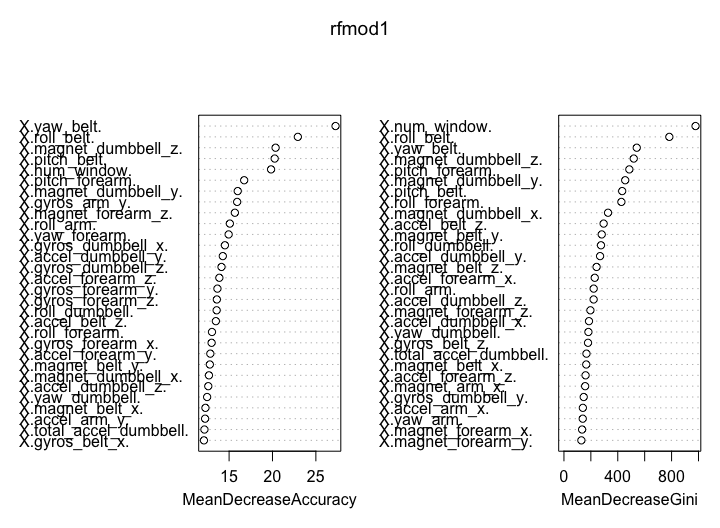 rfmod1
X.yaw_belt.
X.roll_belt.
X.magnet_dumbbell_z.
X.pitch_belt.
X.num_window.
X.pitch_forearm.
X.magnet_dumbbell_y.
X.gyros_arm_y.
X.magnet_forearm_z.
X.roll_arm.
X.yaw_forearm.
X.gyros_dumbbell_x.
X.accel_dumbbell_y.
X.gyros_dumbbell_z.
X.accel_forearm_z.
X.gyros_forearm_y.
X.gyros_forearm_z.
X.roll_dumbbell.
X.accel_belt_z.
X.roll_forearm.
X.gyros_forearm_x.
X.accel_forearm_y.
X.magnet_belt_y.
X.magnet_dumbbell_x.
X.accel_dumbbell_z.
X.yaw_dumbbell.
X.magnet_belt_x.
X.accel_arm_y.
X.total_accel_dumbbell.
X.gyros_belt_x.
15 20 25
MeanDecreaseAccuracy
X.num_window.
X.roll_belt.
X.yaw_belt.
X.magnet_dumbbell_z.
X.pitch_forearm.
X.magnet_dumbbell_y.
X.pitch_belt.
X.roll_forearm.
X.magnet_dumbbell_x.
X.accel_belt_z.
X.magnet_belt_y.
X.roll_dumbbell.
X.accel_dumbbell_y.
X.magnet_belt_z.
X.accel_forearm_x.
X.roll_arm.
X.accel_dumbbell_z.
X.magnet_forearm_z.
X.accel_dumbbell_x.
X.yaw_dumbbell.
X.gyros_belt_z.
X.total_accel_dumbbell.
X.magnet_belt_x.
X.accel_forearm_z.
X.magnet_arm_x.
X.gyros_dumbbell_y.
X.accel_arm_x.
X.yaw_arm.
X.magnet_forearm_x.
X.magnet_forearm_y.
0 400 800
MeanDecreaseGini